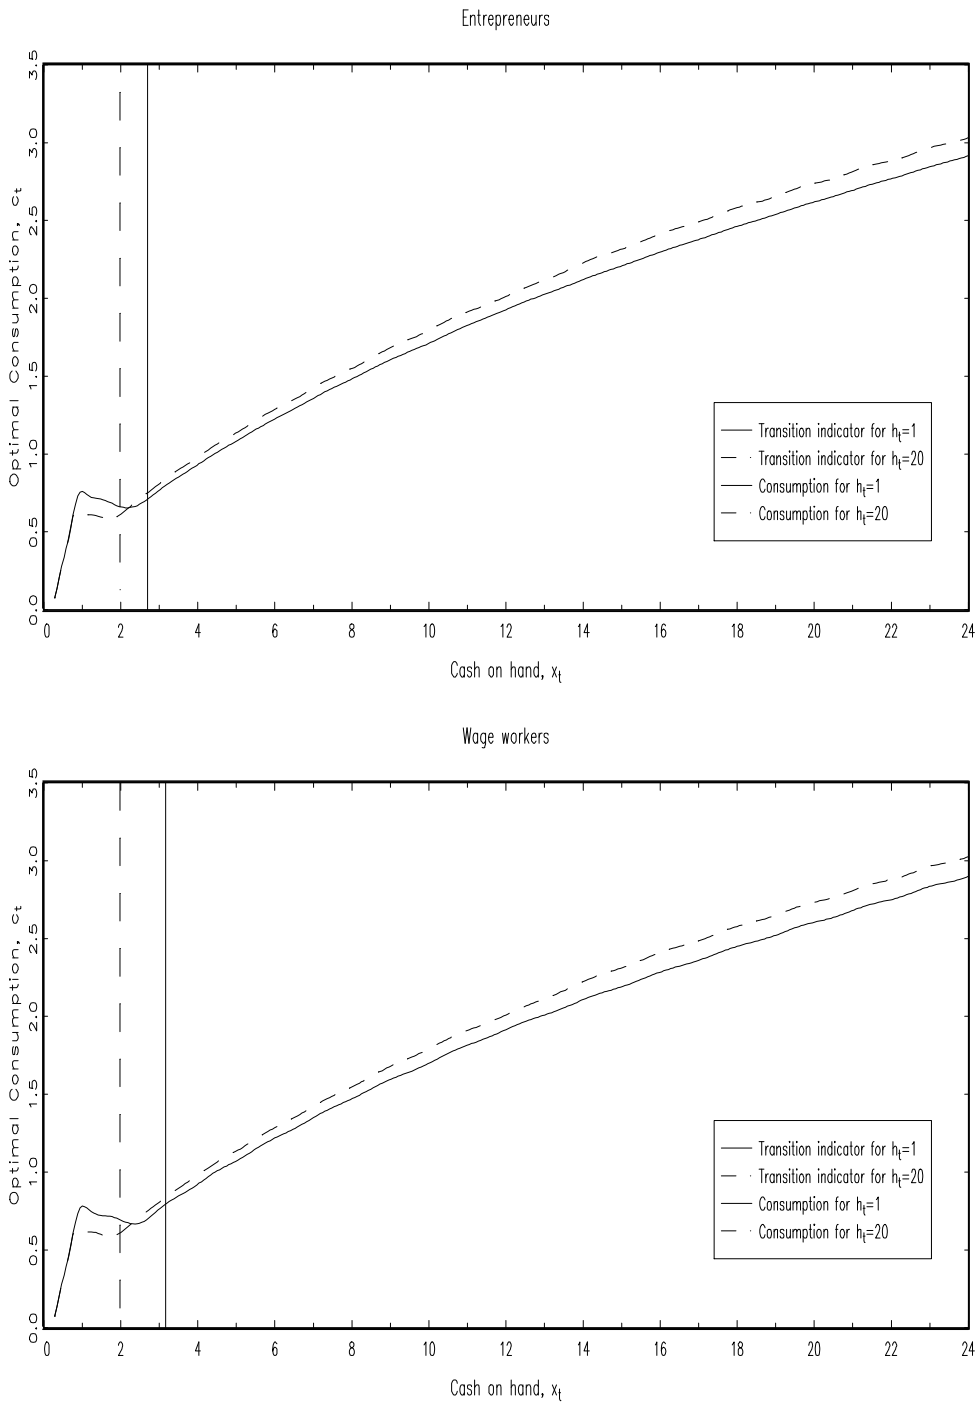 Entrepreneurs
Optimal Consumption, c_t
3.5
3.0
2.5
2.0
1.5
1.0
0.5
0.0
0 2 4 6 8 10 12 14 16 18 20 22 24
Cash on hand, x_t
Transition indicator for h_t=1
Transition indicator for h_t=20
Consumption for h_t=1
Consumption for h_t=20
Wage workers
Optimal Consumption, c_t
3.5
3.0
2.5
2.0
1.5
1.0
0.5
0.0
0 2 4 6 8 10 12 14 16 18 20 22 24
Cash on hand, x_t
Transition indicator for h_t=1
Transition indicator for h_t=20
Consumption for h_t=1
Consumption for h_t=20